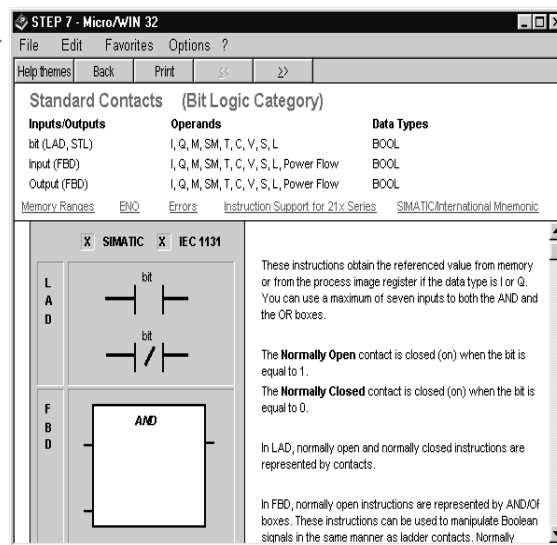 STEP 7 - Micro/WIN 32
File Edit Favorites Options ?
Help themes Back Print << >>
Standard Contacts (Bit Logic Category)
Inputs/Outputs Operands Data Types
bit (LAD, STL) I, Q, M, SM, T, C, V, S, L BOOL
Input (FBD) I, Q, M, SM, T, C, V, S, L, Power Flow BOOL
Output (FBD) I, Q, M, SM, T, C, V, S, L, Power Flow BOOL
Memory Ranges ENO Errors Instruction Support for 21x Series SIMATIC/International Mnemonic
X SIMATIC X IEC 1131
L
A
D
bit
bit
F
B
D
AND
These instructions obtain the referenced value from memory
or from the process image register if the data type is I or Q.
You can use a maximum of seven inputs to both the AND and
the OR boxes.
The Normally Open contact is closed (on) when the bit is
equal to 1.
The Normally Closed contact is closed (on) when the bit is
equal to 0.
In LAD, normally open and normally closed instructions are
represented by contacts.
In FBD, normally open instructions are represented by AND/OR
boxes. These instructions can be used to manipulate Boolean
signals in the same manner as ladder contacts. Normally